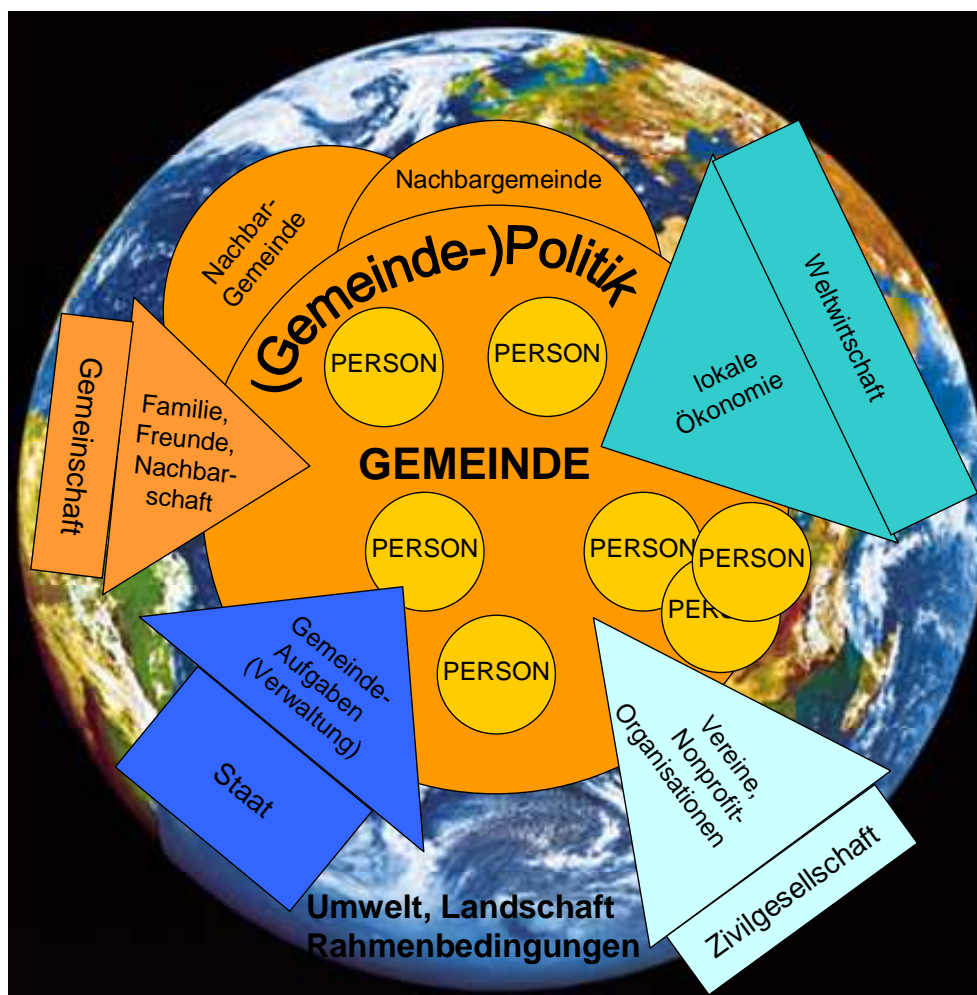 Nachbargemeinde
Nachbar-
Gemeinde
(Gemeinde-)Politik
PERSON
PERSON
Weltwirtschaft
lokale
Ökonomie
Gemeinschaft
Familie,
Freunde,
Nachbar-
schaft
GEMEINDE
PERSON
PERSON
PERSON
PERS
PERSON
Gemeinde-
Aufgaben
(Verwaltung)
Staat
Vereine,
Nonprofit-
Organisationen
Zivilgesellschaft
Umwelt, Landschaft
Rahmenbedingungen